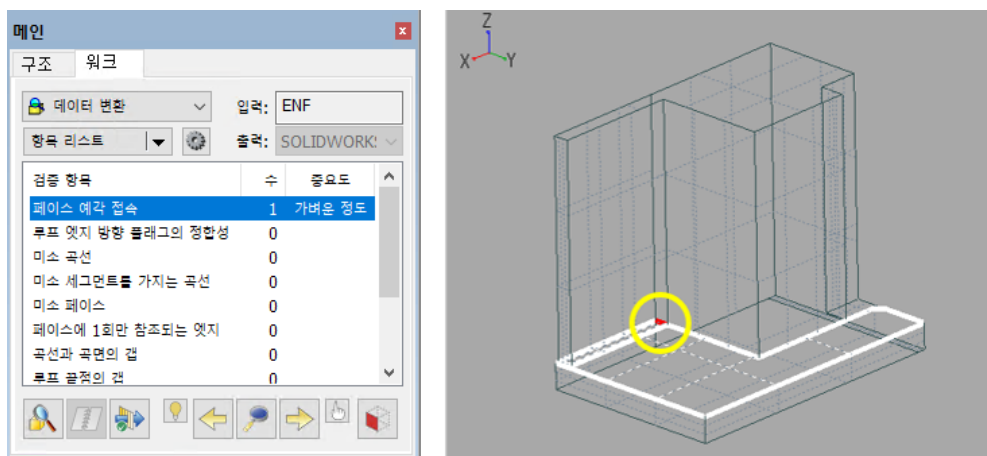 메인
구조 워크
데이터 변환 입력: ENF
항목 리스트 출력: SOLIDWORK
검증 항목 수 중요도
페이스 예각 접속 1 가벼운 정도
루프 엣지 방향 플래그의 정합성 0
미소 곡선 0
미소 세그먼트를 가지는 곡선 0
미소 페이스 0
페이스에 1회만 참조되는 엣지 0
곡선과 곡면의 갭 0
루프 끝점의 갭 0
Z
X Y